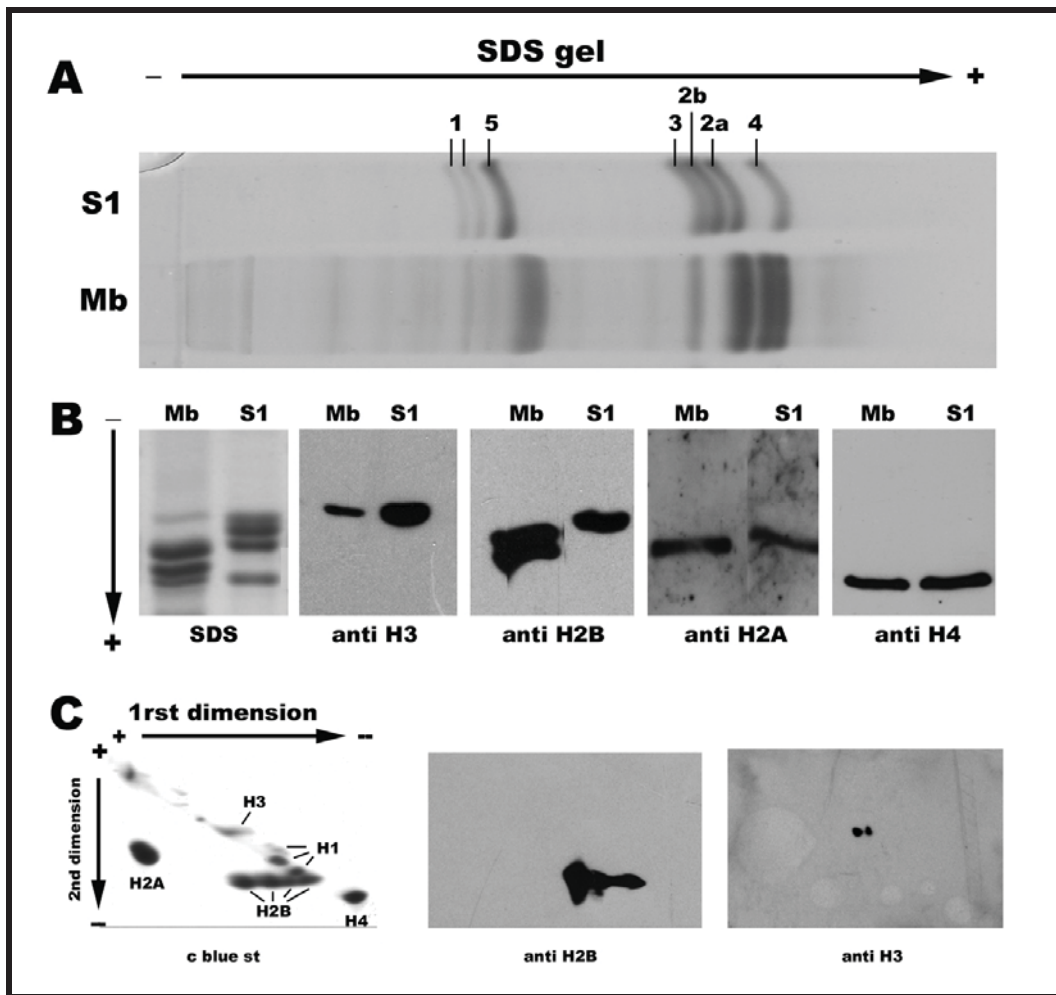 A
SDS gel
– +
2b
1 5 3 2a 4
S1
Mb
B
–
Mb S1 Mb S1 Mb S1 Mb S1 Mb S1
+
SDS anti H3 anti H2B anti H2A anti H4
C
1rst dimension
+ --
+
2nd dimension
–
H3
H1
H2A
H2B
H4
c blue st anti H2B anti H3